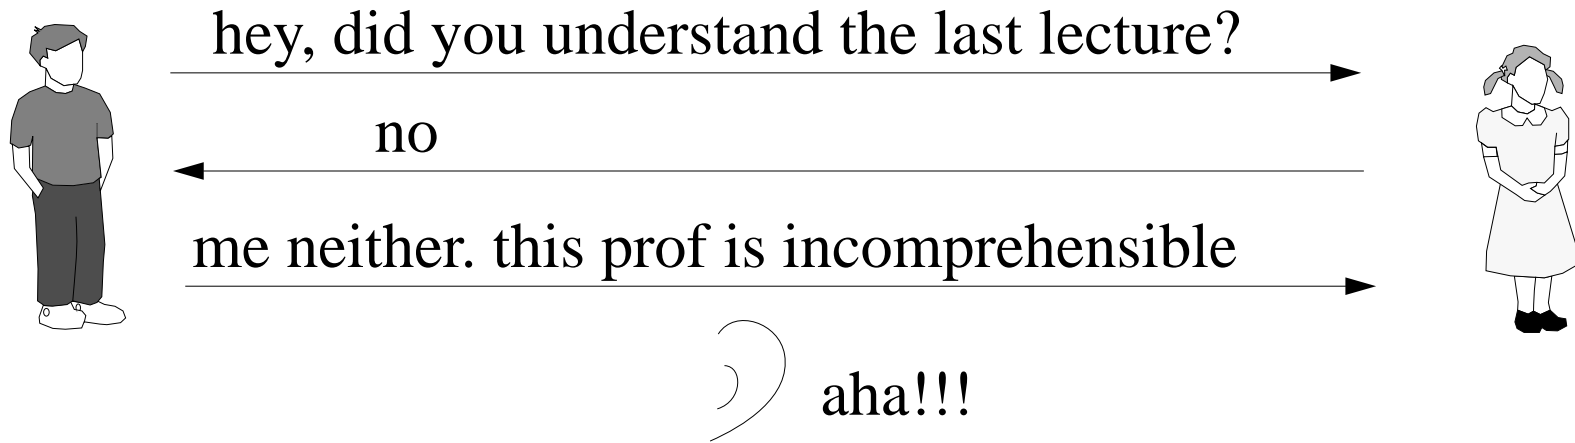 hey, did you understand the last lecture?
no
me neither. this prof is incomprehensible
aha!!!